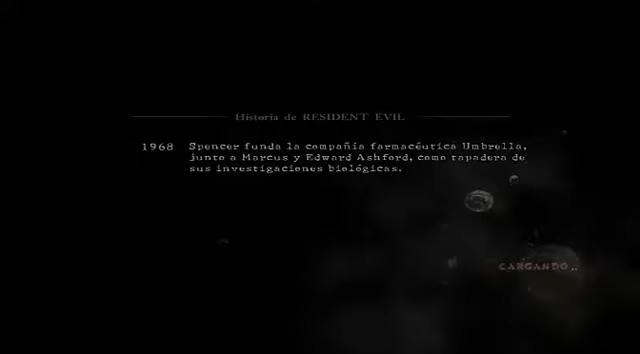 Historia de RESIDENT EVIL
1968 Spencer funda la compañía farmacéutica Umbrella,
junto a Marcus y Edward Ashford, como tapadera de
sus investigaciones biológicas.
CARGANDO..